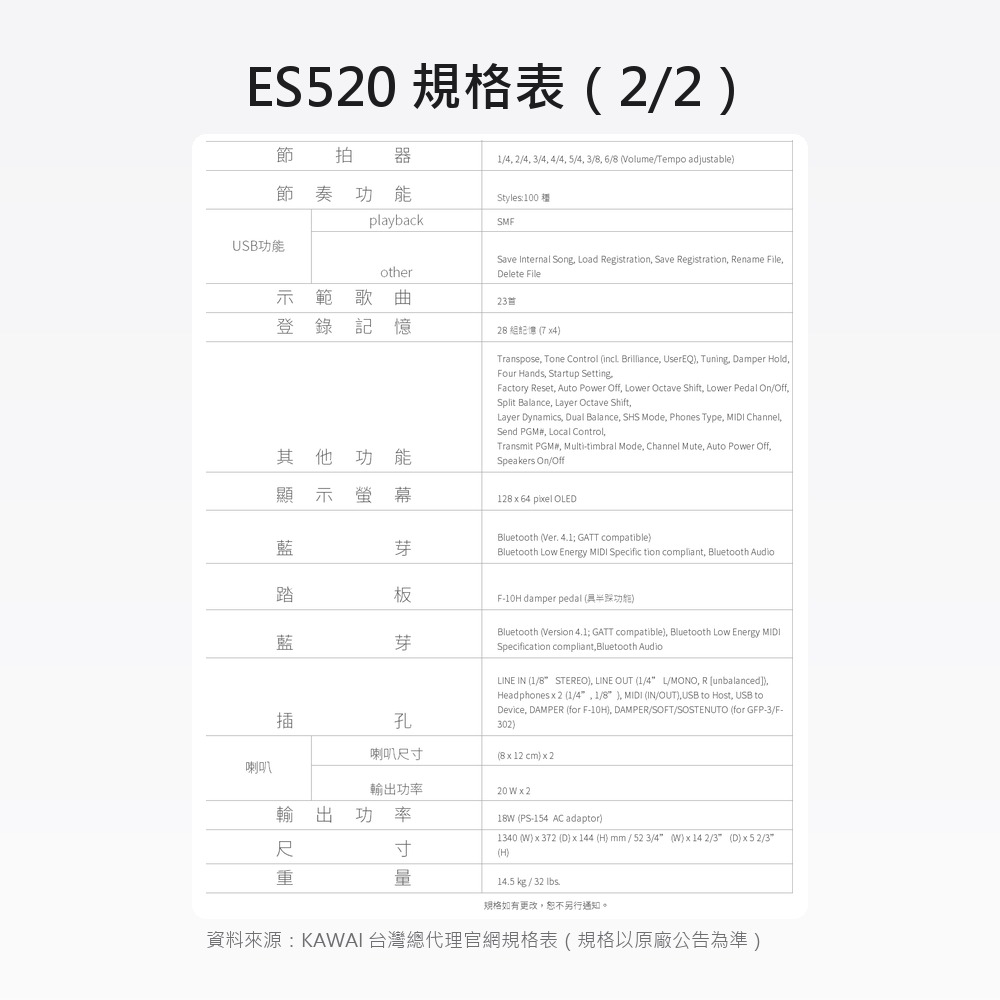 ES520 規格表 ( 2/2 )
節拍器
1/4, 2/4, 3/4, 4/4, 5/4, 3/8, 6/8 (Volume/Tempo adjustable)
節奏功能
Styles:100 種
USB功能
playback
SMF
other
Save Internal Song, Load Registration, Save Registration, Rename File,
Delete File
示範歌曲
23首
登錄記憶
28 組記憶 (7 x4)
其他功能
Transpose, Tone Control (incl. Brilliance, UserEQ), Tuning, Damper Hold,
Four Hands, Startup Setting,
Factory Reset, Auto Power Off, Lower Octave Shift, Lower Pedal On/Off,
Split Balance, Layer Octave Shift,
Layer Dynamics, Dual Balance, SHS Mode, Phones Type, MIDI Channel,
Send PGM#, Local Control,
Transmit PGM#, Multi-timbral Mode, Channel Mute, Auto Power Off,
Speakers On/Off
顯示螢幕
128 x 64 pixel OLED
藍芽
Bluetooth (Ver. 4.1; GATT compatible)
Bluetooth Low Energy MIDI Specific tion compliant, Bluetooth Audio
踏板
F-10H damper pedal (具半踩功能)
藍芽
Bluetooth (Version 4.1; GATT compatible), Bluetooth Low Energy MIDI
Specification compliant,Bluetooth Audio
插孔
LINE IN (1/8” STEREO), LINE OUT (1/4” L/MONO, R [unbalanced]),
Headphones x 2 (1/4”, 1/8”), MIDI (IN/OUT),USB to Host, USB to
Device, DAMPER (for F-10H), DAMPER/SOFT/SOSTENUTO (for GFP-3/F-
302)
喇叭
喇叭尺寸
(8 x 12 cm) x 2
輸出功率
20 W x 2
輸出功率
18W (PS-154 AC adaptor)
尺寸
1340 (W) x 372 (D) x 144 (H) mm / 52 3/4” (W) x 14 2/3” (D) x 5 2/3”
(H)
重量
14.5 kg / 32 lbs.
規格如有更改，恕不另行通知。
資料來源：KAWAI 台灣總代理官網規格表 ( 規格以原廠公告為準 )